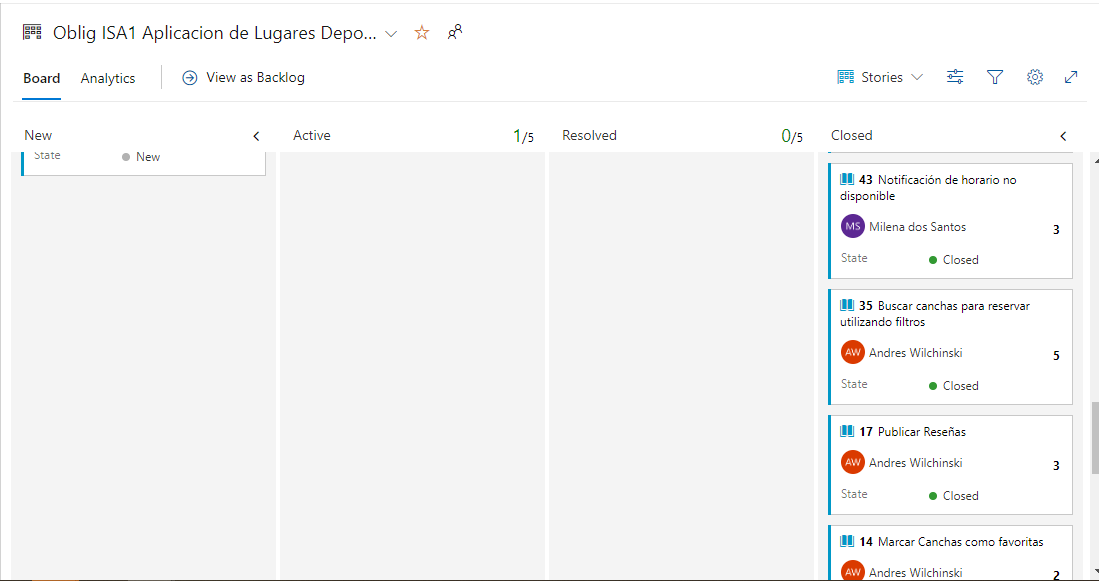 Oblig ISA1 Aplicacion de Lugares Depo...
Board Analytics View as Backlog Stories
New Active 1/5 Resolved 0/5 Closed
State New
43 Notificación de horario no
disponible
MS Milena dos Santos 3
State Closed
35 Buscar canchas para reservar
utilizando filtros
AW Andres Wilchinski 5
State Closed
17 Publicar Reseñas
AW Andres Wilchinski 3
State Closed
14 Marcar Canchas como favoritas
AW Andres Wilchinski 2